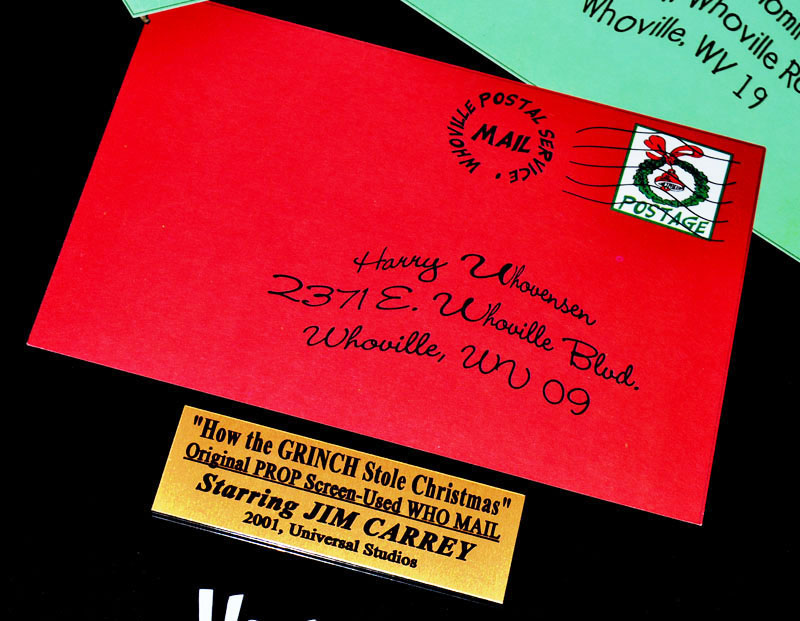 Whoville
Whoville, WV 19
WHOVILLE POSTAL SERVICE •
MAIL
POSTAGE
Harry Whovensen
2371 E. Whoville Blvd.
Whoville, WV 09
"How the GRINCH Stole Christmas"
Original PROP Screen-Used WHO MAIL
Starring JIM CARREY
2001, Universal Studios